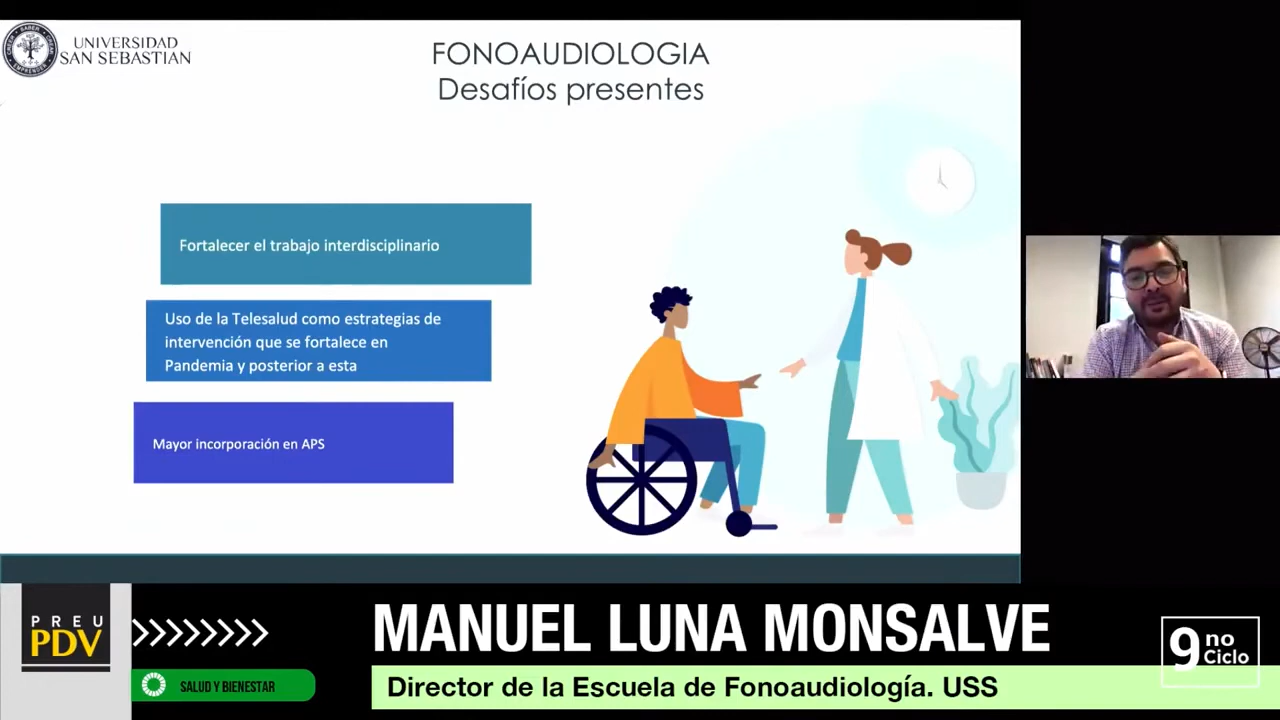 UNIVERSIDAD
SAN SEBASTIAN
FONOAUDIOLOGIA
Desafíos presentes
Fortalecer el trabajo interdisciplinario
Uso de la Telesalud como estrategias de
intervención que se fortalece en
Pandemia y posterior a esta
Mayor incorporación en APS
PREU
PDV
MANUEL LUNA MONSALVE
SALUD Y BIENESTAR
Director de la Escuela de Fonoaudiología. USS
9 no
Ciclo